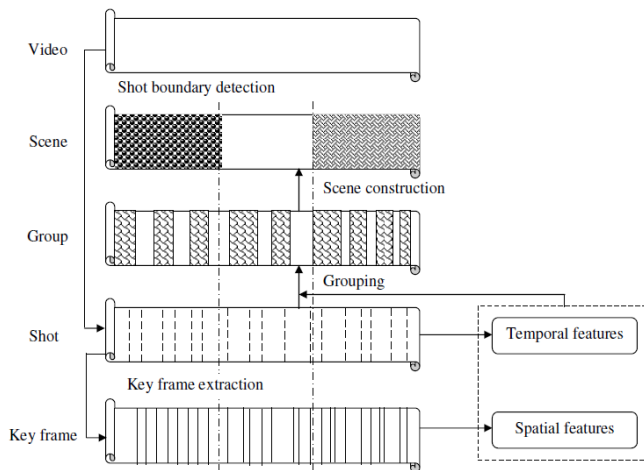 Video
Shot boundary detection
Scene
Scene construction
Group
Grouping
Shot
Temporal features
Key frame extraction
Key frame
Spatial features